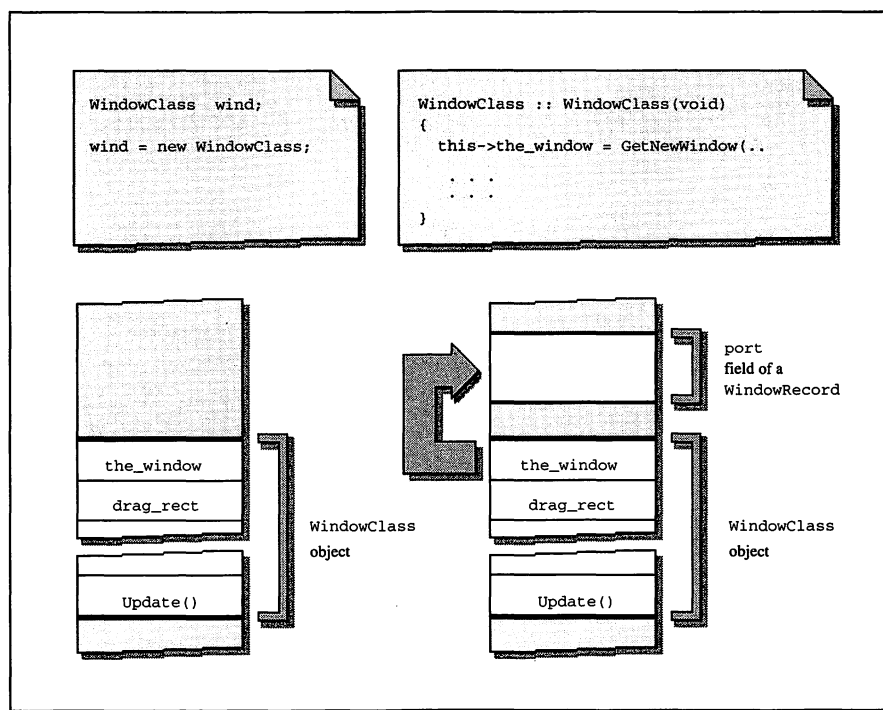 WindowClass  wind;
wind = new WindowClass;
WindowClass :: WindowClass(void)
{
  this->the_window = GetNewWindow(..
. . .
. . .
}
the_window
drag_rect
Update()
WindowClass
object
port
field of a
WindowRecord
the_window
drag_rect
Update()
WindowClass
object